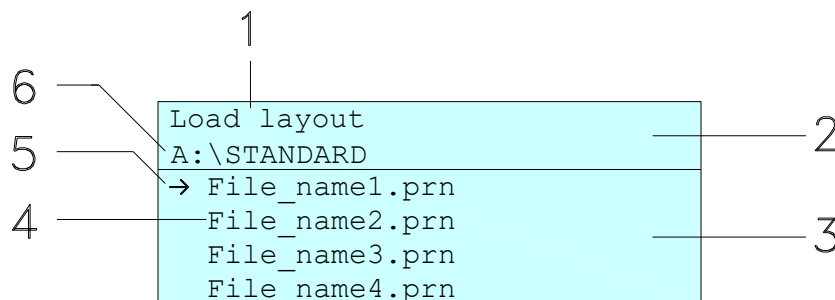 1
6
Load layout
2
5
A:\STANDARD
→ File_name1.prn
4
File_name2.prn
3
File_name3.prn
File_name4.prn